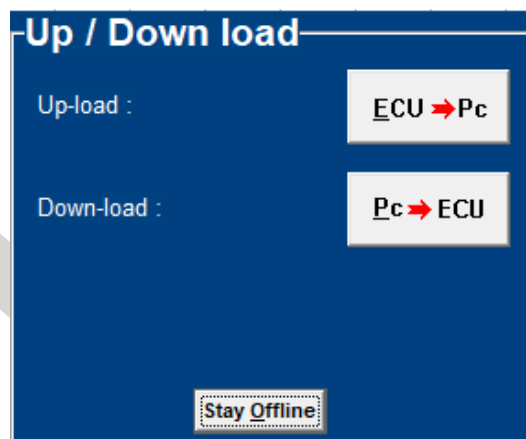 Up / Down load
Up-load :
ECU ➡ Pc
Down-load :
Pc ➡ ECU
Stay Offline